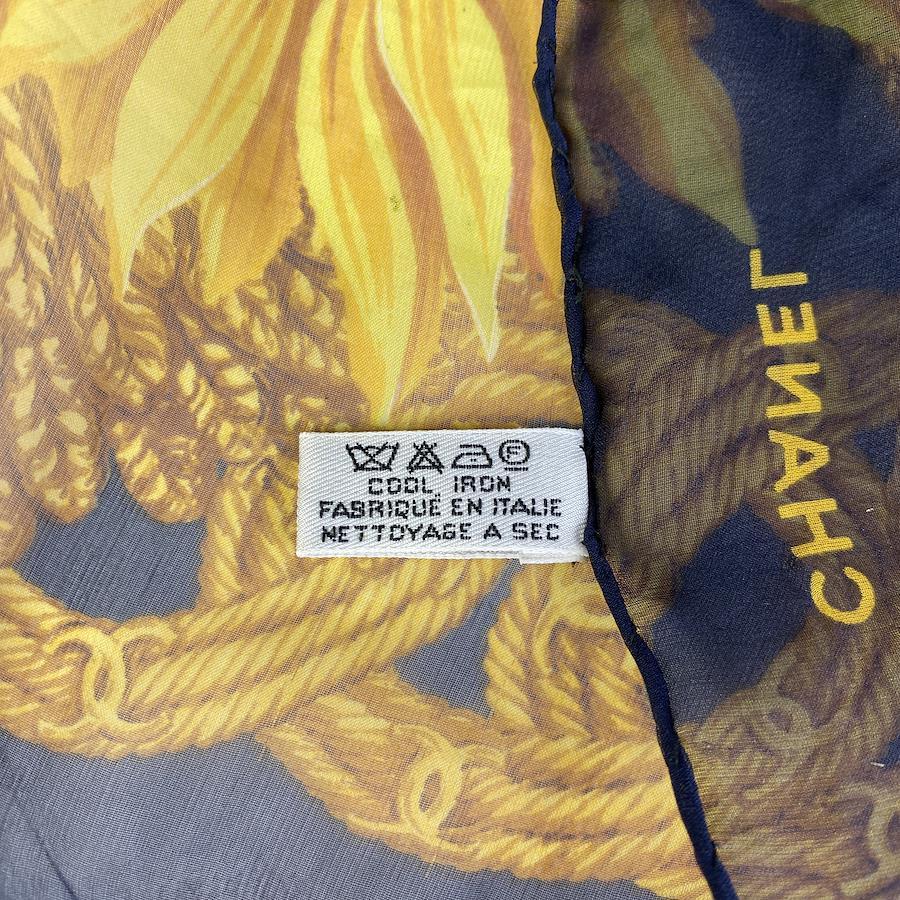 COOL IRON
FABRIQUÉ EN ITALIE
NETTOYAGE A SEC
CHANEL